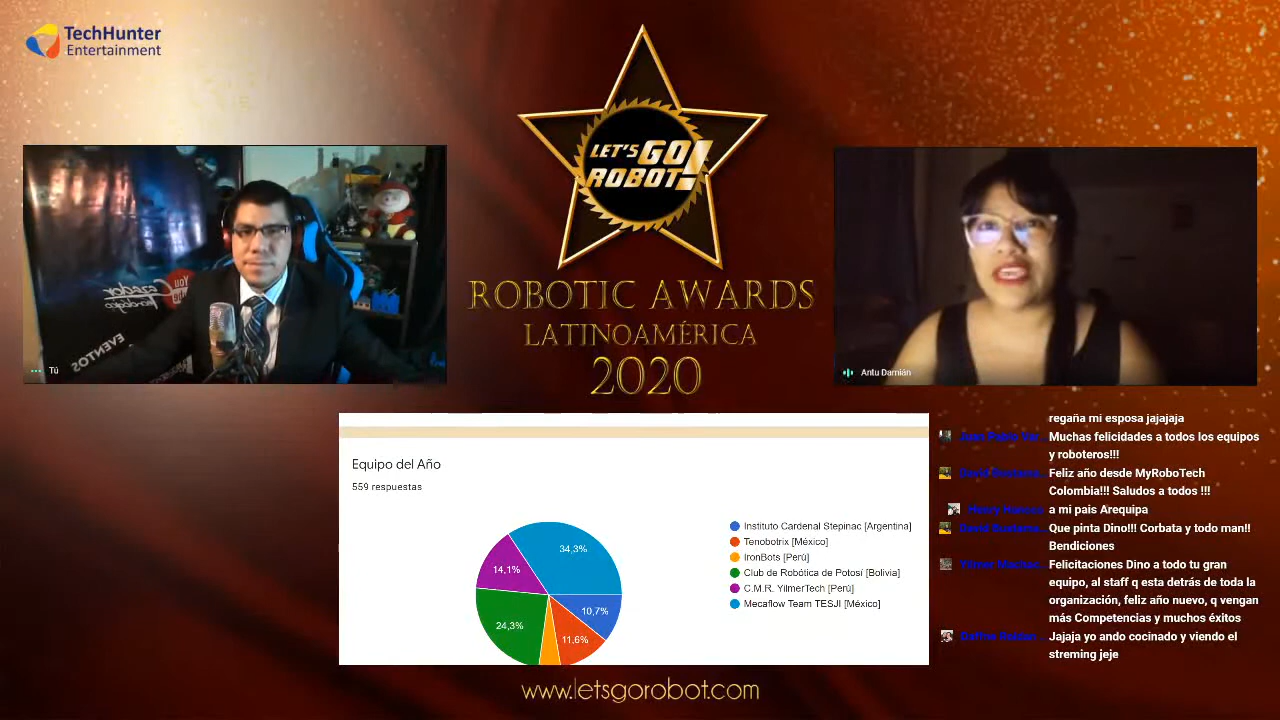 TechHunter
Entertainment
LET'S GO
ROBOT!
ROBOTIC AWARDS
LATINOAMÉRICA
2020
EVENTOS
Tú
Antu Damián
Equipo del Año
559 respuestas
34,3%
14,1%
10,7%
24,3%
11,6%
Instituto Cardenal Stepinac [Argentina]
Tenobotrix [México]
IronBots [Perú]
Club de Robótica de Potosí [Bolivia]
C.M.R. YilmerTech [Perú]
Mecaflow Team TESJI [México]
regaña mi esposa jajajaja
Muchas felicidades a todos los equipos
y roboteros!!!
Feliz año desde MyRoboTech
Colombia!!! Saludos a todos !!!
a mi pais Arequipa
Que pinta Dino!!! Corbata y todo man!!
Bendiciones
Felicitaciones Dino a todo tu gran
equipo, al staff q esta detrás de toda la
organización, feliz año nuevo, q vengan
más Competencias y muchos éxitos
Jajaja yo ando cocinado y viendo el
streming jeje
www.letsgorobot.com